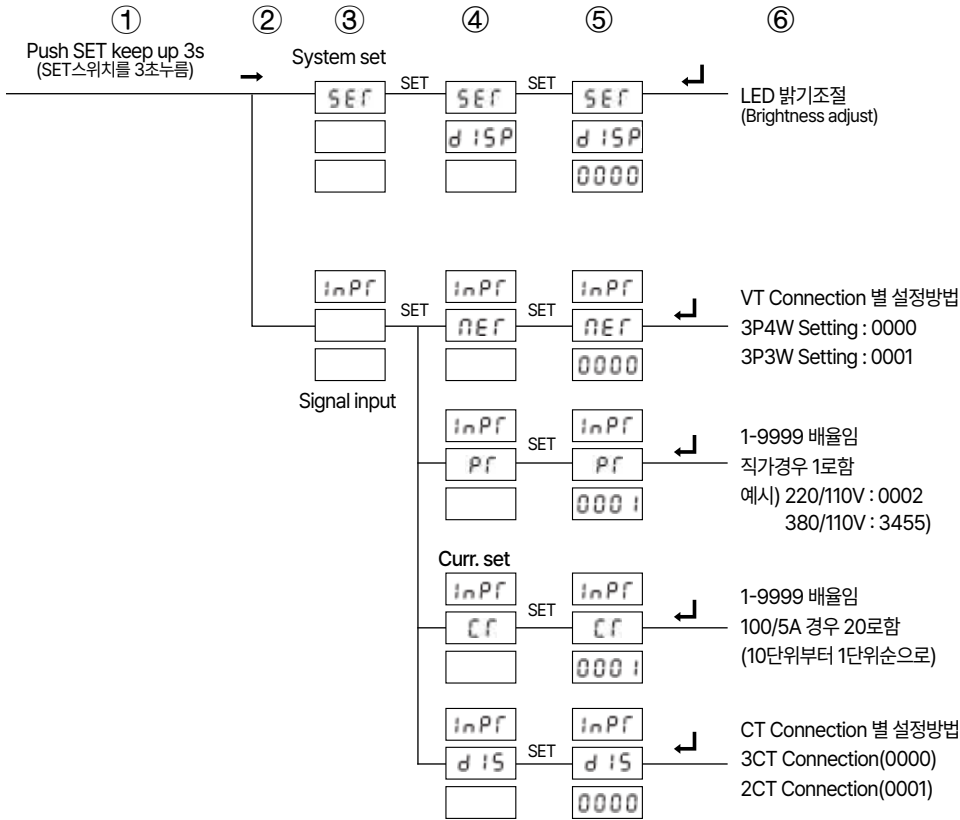 ① ② ③ ④ ⑤ ⑥
Push SET keep up 3s
(SET스위치를 3초누름)
System set
SET SET SET SET SET
dISP dISP
0000
LED 밝기조절
(Brightness adjust)
InPT SET InPT SET InPT
NET NET
0000
Signal input
VT Connection 별 설정방법
3P4W Setting : 0000
3P3W Setting : 0001
InPT SET InPT
PT PT
0001
1-9999 배율임
직가경우 1로함
예시) 220/110V : 0002
380/110V : 3455)
Curr. set
InPT SET InPT
CT CT
0001
1-9999 배율임
100/5A 경우 20로함
(10단위부터 1단위순으로)
InPT SET InPT
dIS dIS
0000
CT Connection 별 설정방법
3CT Connection(0000)
2CT Connection(0001)